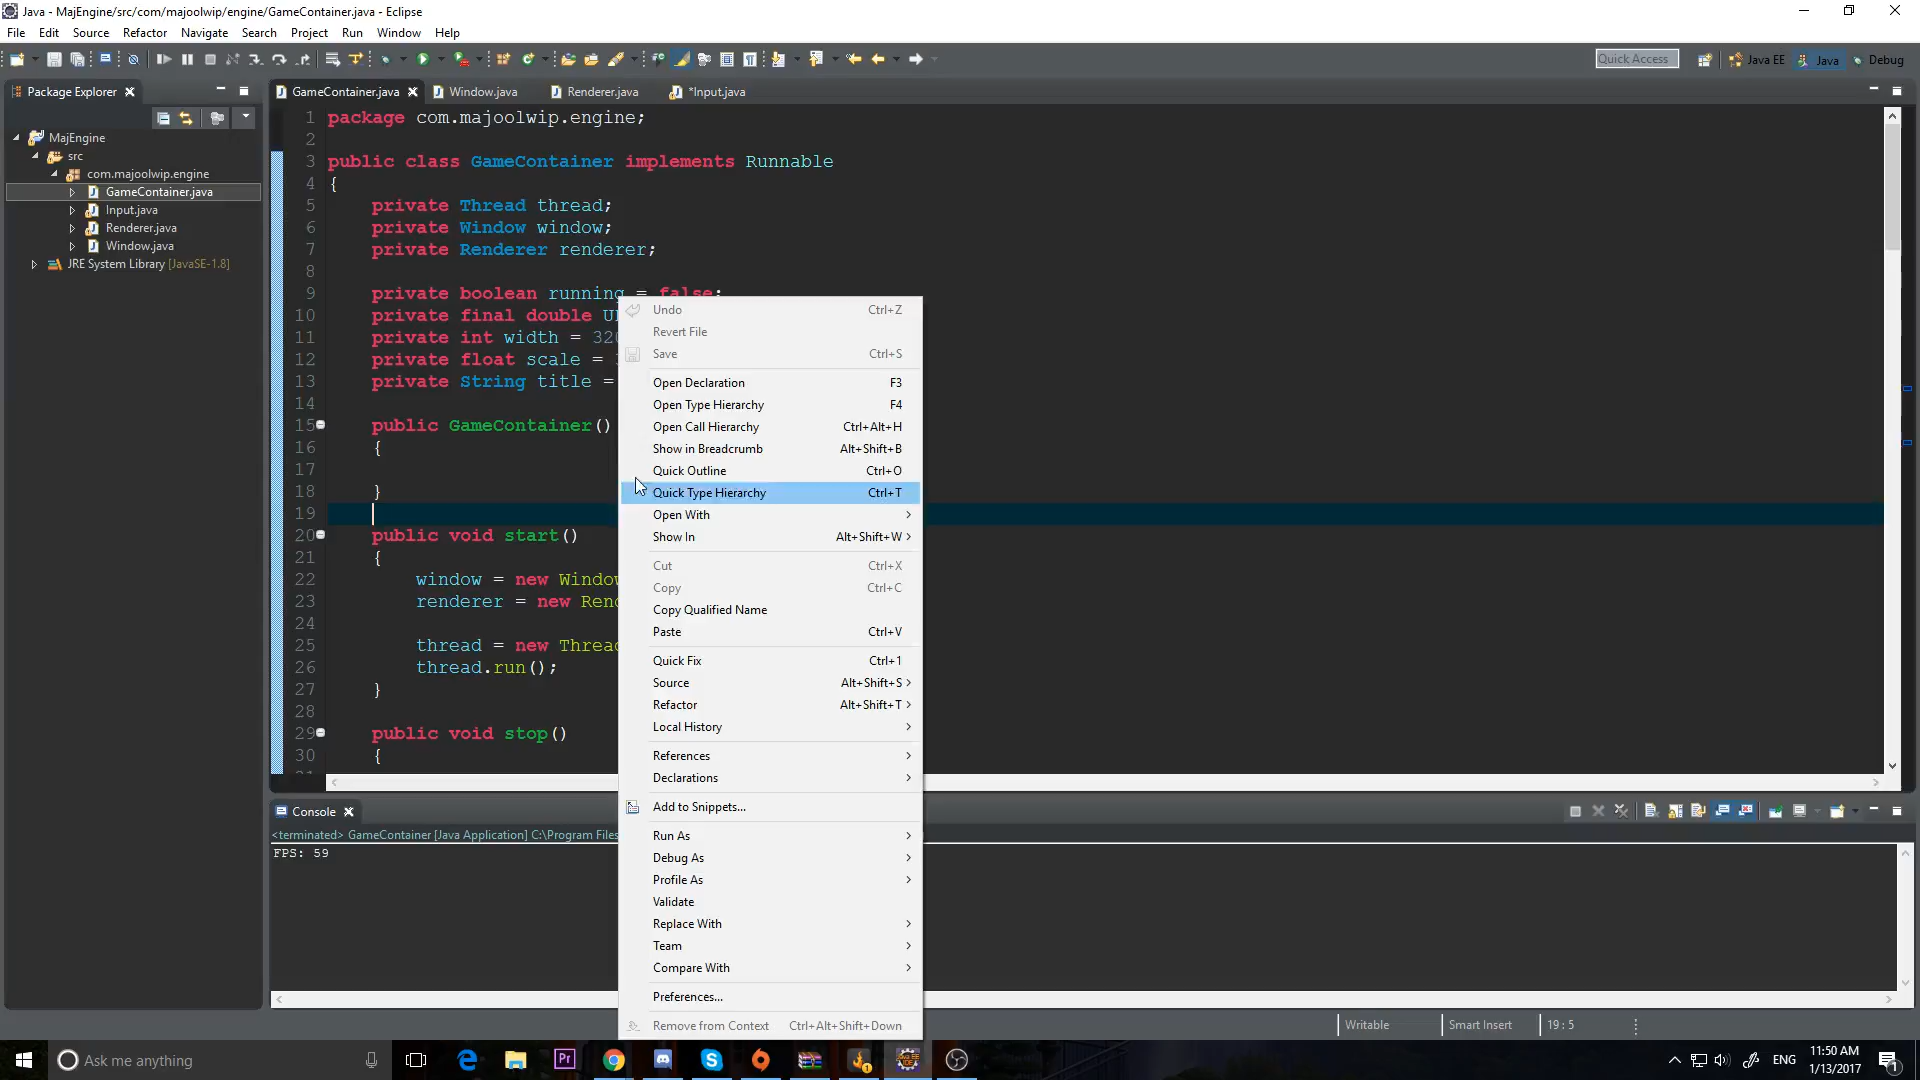 Java - MajEngine/src/com/majoolwip/engine/GameContainer.java - Eclipse
File Edit Source Refactor Navigate Search Project Run Window Help
Quick Access Java EE Java Debug
Package Explorer
MajEngine
src
com.majoolwip.engine
GameContainer.java
Input.java
Renderer.java
Window.java
JRE System Library [JavaSE-1.8]
GameContainer.java Window.java Renderer.java *Input.java
1 package com.majoolwip.engine;
2
3 public class GameContainer implements Runnable
4 {
5 private Thread thread;
6 private Window window;
7 private Renderer renderer;
8
9 private boolean running = false;
10 private final double
11 private int width =
12 private float scale =
13 private String title =
14
15 public GameContainer()
16 {
17
18 }
19
20 public void start()
21 {
22 window = new Window
23 renderer = new
24
25 thread = new Thread
26 thread.run();
27 }
28
29 public void stop()
30 {
Undo Ctrl+Z
Revert File
Save Ctrl+S
Open Declaration F3
Open Type Hierarchy F4
Open Call Hierarchy Ctrl+Alt+H
Show in Breadcrumb Alt+Shift+B
Quick Outline Ctrl+O
Quick Type Hierarchy Ctrl+T
Open With
Show In Alt+Shift+W
Cut Ctrl+X
Copy Ctrl+C
Copy Qualified Name
Paste Ctrl+V
Quick Fix Ctrl+1
Source Alt+Shift+S
Refactor Alt+Shift+T
Local History
References
Declarations
Add to Snippets...
Run As
Debug As
Profile As
Validate
Replace With
Team
Compare With
Preferences...
Remove from Context Ctrl+Alt+Shift+Down
Console
<terminated> GameContainer [Java Application] C:\Program Files
FPS: 59
Writable Smart Insert 19 : 5
Ask me anything
Pr
Java EE IDE
ENG
11:50 AM
1/13/2017
1